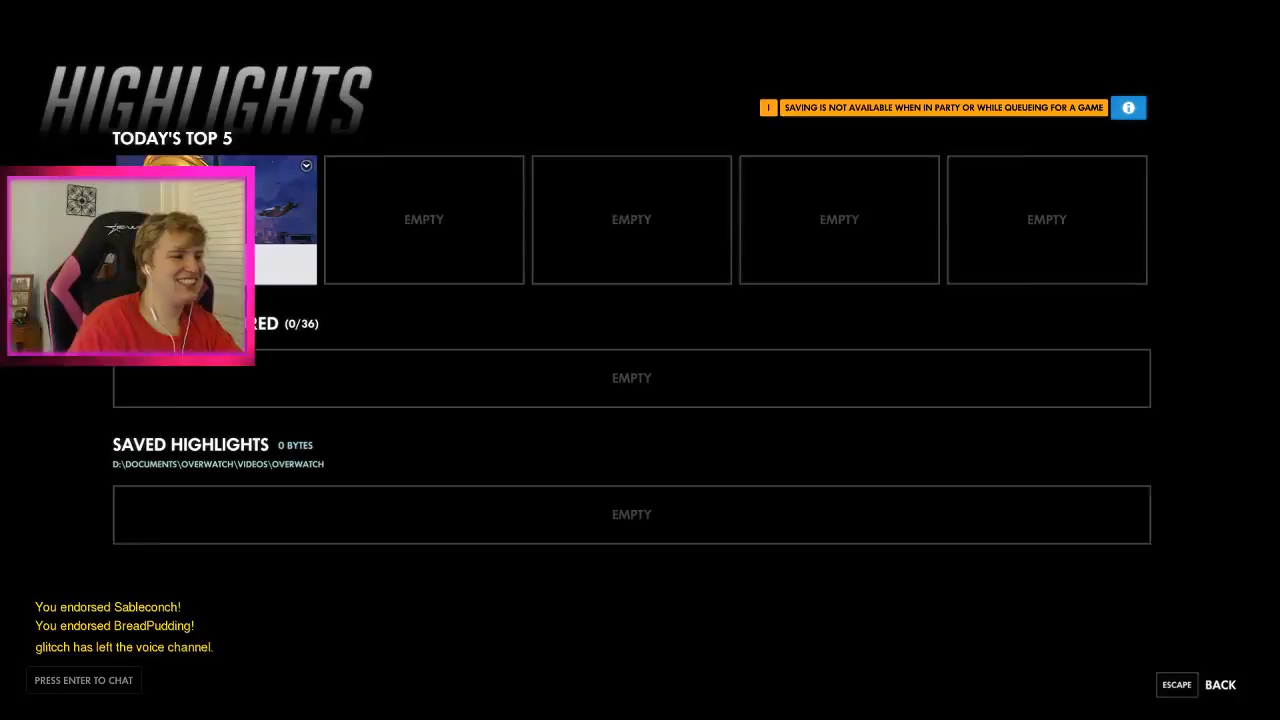 HIGHLIGHTS
! SAVING IS NOT AVAILABLE WHEN IN PARTY OR WHILE QUEUEING FOR A GAME
TODAY'S TOP 5
EMPTY EMPTY EMPTY EMPTY
RED (0/36)
EMPTY
SAVED HIGHLIGHTS 0 BYTES
D:\DOCUMENTS\OVERWATCH\VIDEOS\OVERWATCH
EMPTY
You endorsed Sableconch!
You endorsed BreadPudding!
glitcch has left the voice channel.
PRESS ENTER TO CHAT
ESCAPE BACK